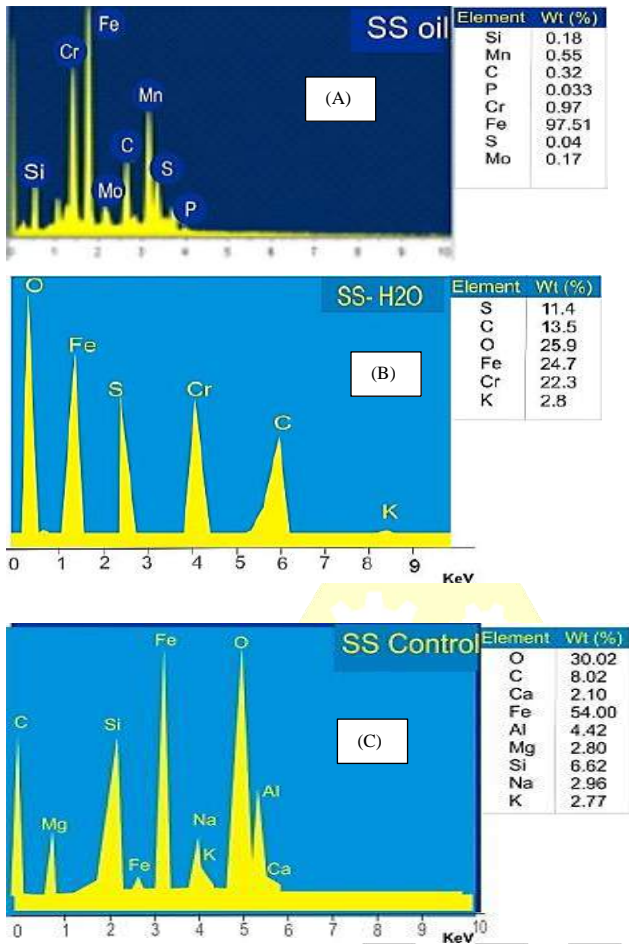 SS oil
(A)
Fe
Cr
Mn
C
S
Mo
Si
P
0 1 2 3 4 5 6 7 8 9 10
Element Wt (%)
Si 0.18
Mn 0.55
C 0.32
P 0.033
Cr 0.97
Fe 97.51
S 0.04
Mo 0.17
SS- H2O
(B)
O
Fe
S
Cr
C
K
0 1 2 3 4 5 6 7 8 9
KeV
Element Wt (%)
S 11.4
C 13.5
O 25.9
Fe 24.7
Cr 22.3
K 2.8
SS Control
(C)
Fe
O
C
Si
Al
Mg
Na
K
Fe
Ca
0 1 2 3 4 5 6 7 8 9 10
KeV
Element Wt (%)
O 30.02
C 8.02
Ca 2.10
Fe 54.00
Al 4.42
Mg 2.80
Si 6.62
Na 2.96
K 2.77